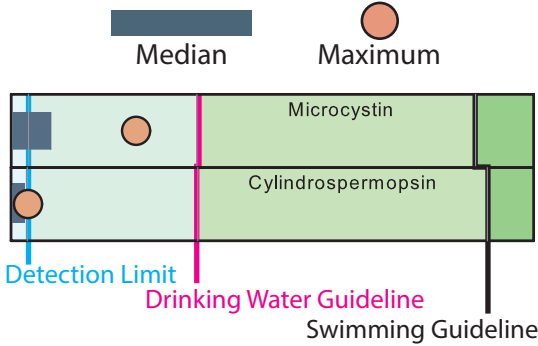 Median
Maximum
Microcystin
Cylindrospermopsin
Detection Limit
Drinking Water Guideline
Swimming Guideline